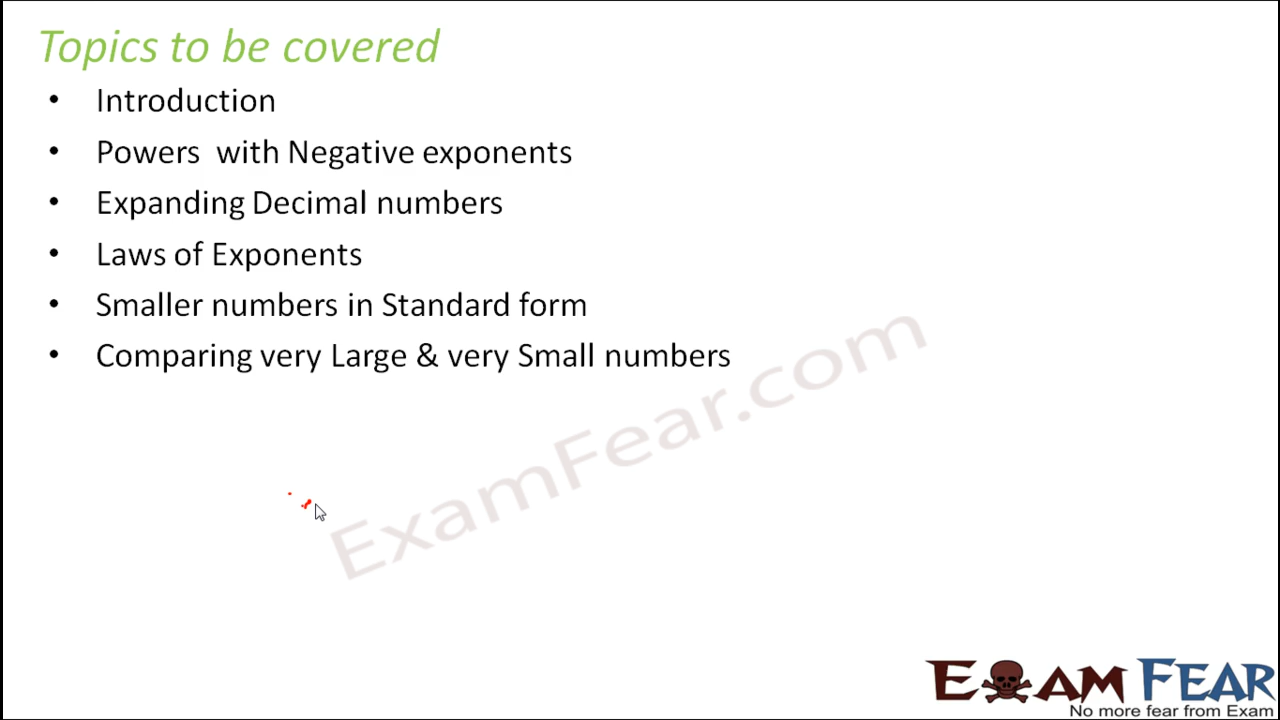 Topics to be covered
• Introduction
• Powers with Negative exponents
• Expanding Decimal numbers
• Laws of Exponents
• Smaller numbers in Standard form
• Comparing very Large & very Small numbers
ExamFear.com
EXAM FEAR
No more fear from Exam